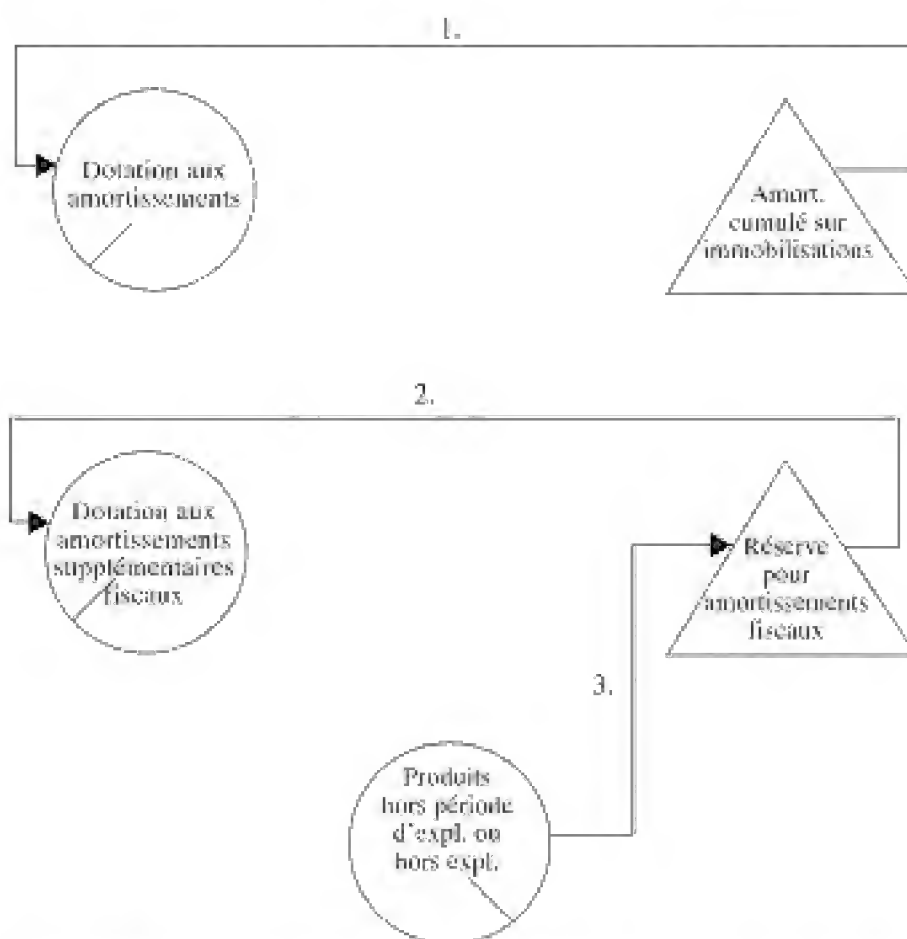 1.
Dotation aux
amortissements
Amort.
cumulé sur
immobilisations
2.
Dotation aux
amortissements
supplémentaires
fiscaux
Réserve
pour
amortissements
fiscaux
3.
Produits
hors période
d'expl. ou
hors expl.